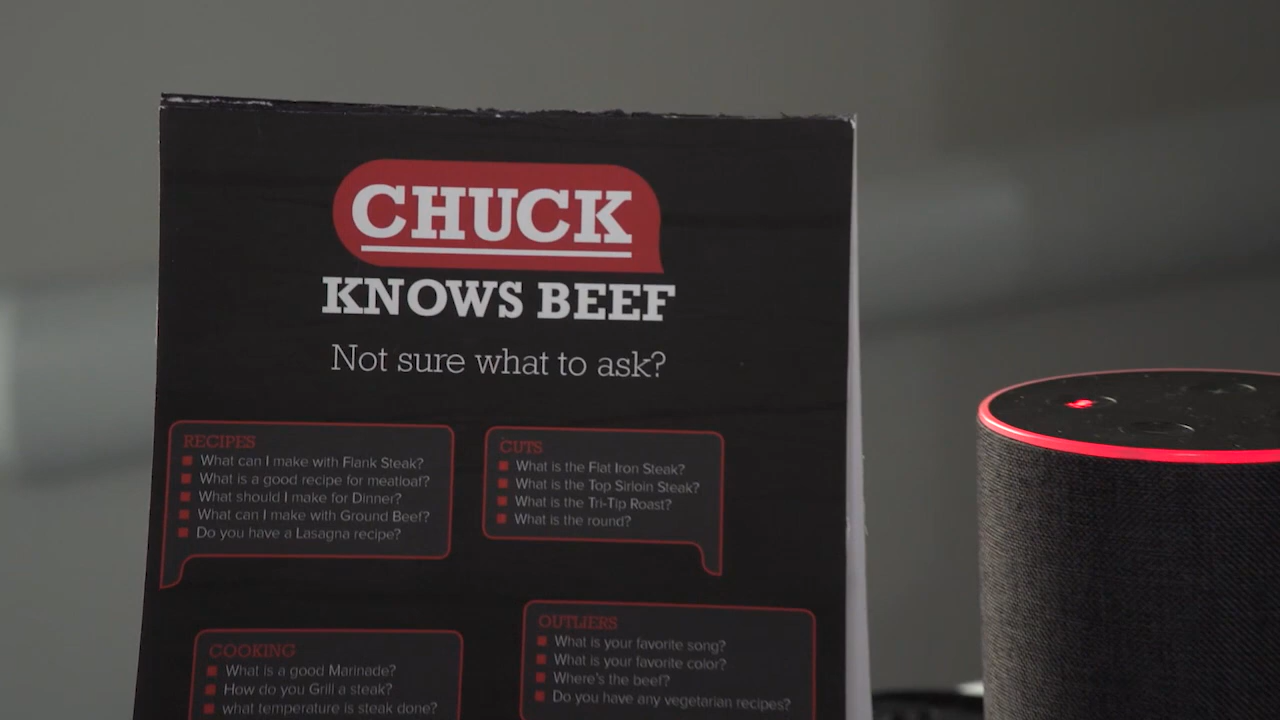 CHUCK
KNOWS BEEF
Not sure what to ask?
RECIPES
What can I make with Flank Steak?
What is a good recipe for meatloaf?
What should I make for Dinner?
What can I make with Ground Beef?
Do you have a Lasagna recipe?
CUTS
What is the Flat Iron Steak?
What is the Top Sirloin Steak?
What is the Tri-Tip Roast?
What is the round?
COOKING
What is a good Marinade?
How do you Grill a steak?
what temperature is steak done?
OUTLIERS
What is your favorite song?
What is your favorite color?
Where's the beef?
Do you have any vegetarian recipes?